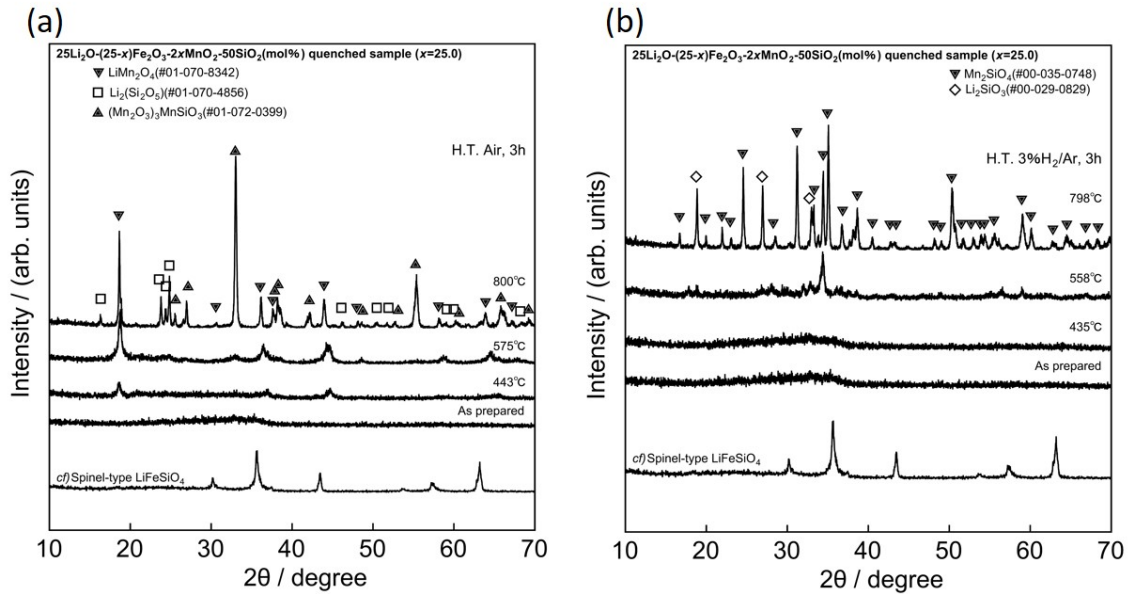 (a)
25Li₂O-(25-x)Fe₂O₃-2xMnO₂-50SiO₂(mol%) quenched sample (x=25.0)
LiMn₂O₄(#01-070-8342)
Li₂(Si₂O₅)(#01-070-4856)
(Mn₂O₃)₃MnSiO₃(#01-072-0399)
H.T. Air, 3h
800℃
575℃
443℃
As prepared
cf)Spinel-type LiFeSiO₄
Intensity / (arb. units)
10 20 30 40 50 60 70
2θ / degree
(b)
25Li₂O-(25-x)Fe₂O₃-2xMnO₂-50SiO₂(mol%) quenched sample (x=25.0)
Mn₂SiO₄(#00-035-0748)
Li₂SiO₃(#00-029-0829)
H.T. 3%H₂/Ar, 3h
798℃
558℃
435℃
As prepared
cf)Spinel-type LiFeSiO₄
Intensity / (arb. units)
10 20 30 40 50 60 70
2θ / degree